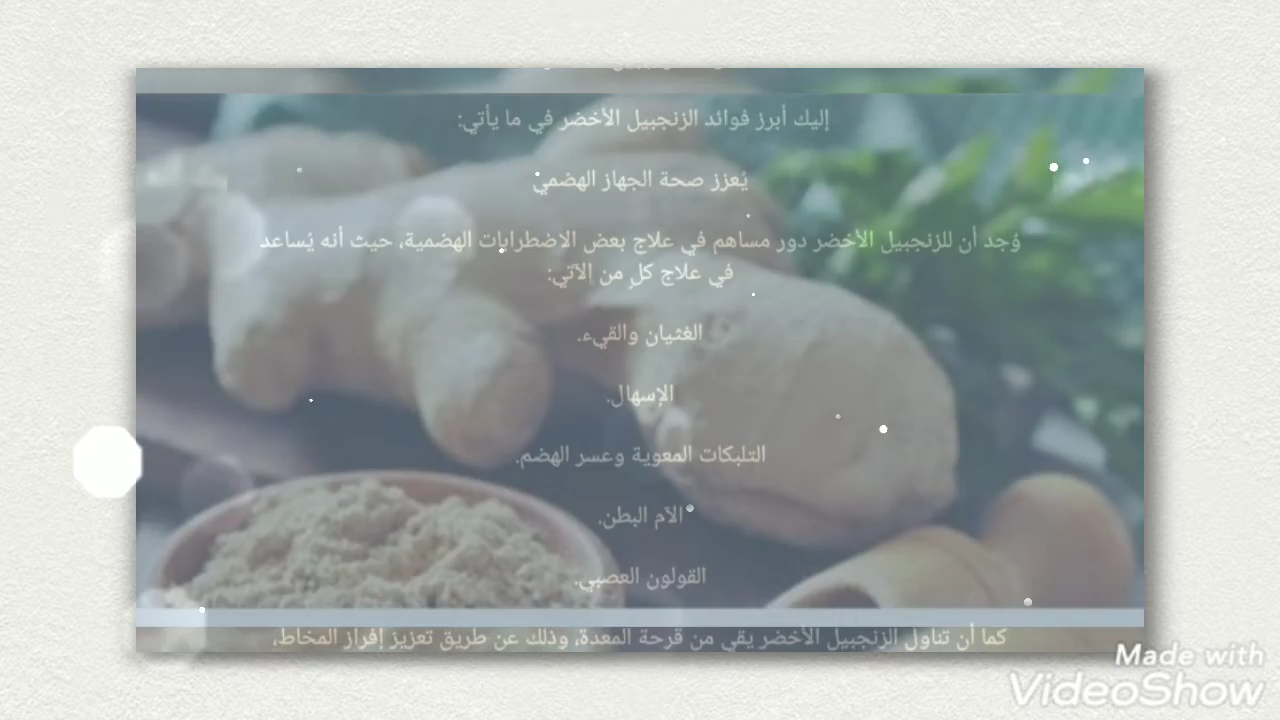 إليك أبرز فوائد الزنجبيل الأخضر في ما يأتي:
يُعزز صحة الجهاز الهضمي
وُجد أن للزنجبيل الأخضر دور مساهم في علاج بعض الاضطرابات الهضمية، حيث أنه يُساعد
في علاج كلٍ من الآتي:
الغثيان والقيء.
الإسهال.
التلبكات المعوية وعسر الهضم.
الآم البطن.
القولون العصبي.
كما أن تناول الزنجبيل الأخضر يقي من قرحة المعدة، وذلك عن طريق تعزيز إفراز المخاط،
Made with
VideoShow